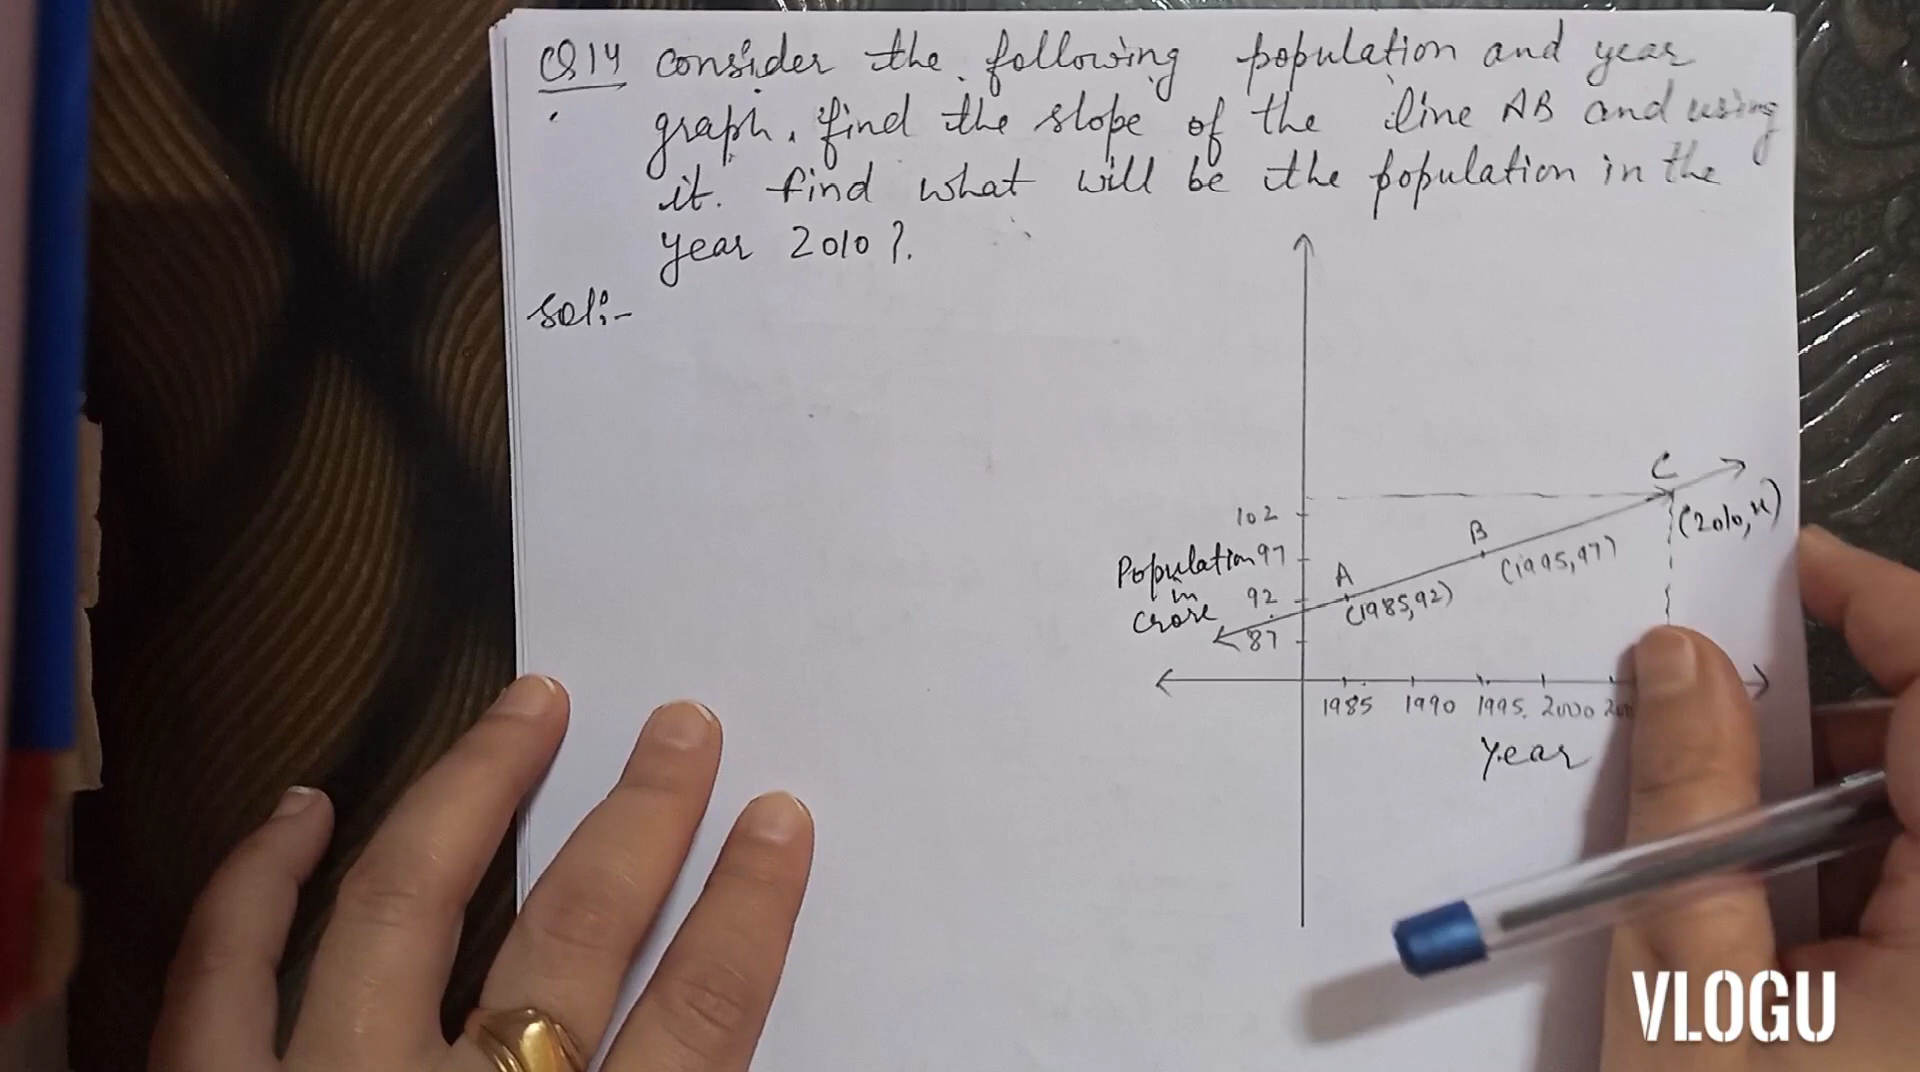 Q14 consider the following population and year
graph. find the slope of the line AB and using
it. find what will be the population in the
year 2010?.
sol:-
C
102
(2010, x)
B
Population 97
(1995, 97)
A
in
92
(1985, 92)
crore
87
1985 1990 1995. 2000
Year
VLOGU